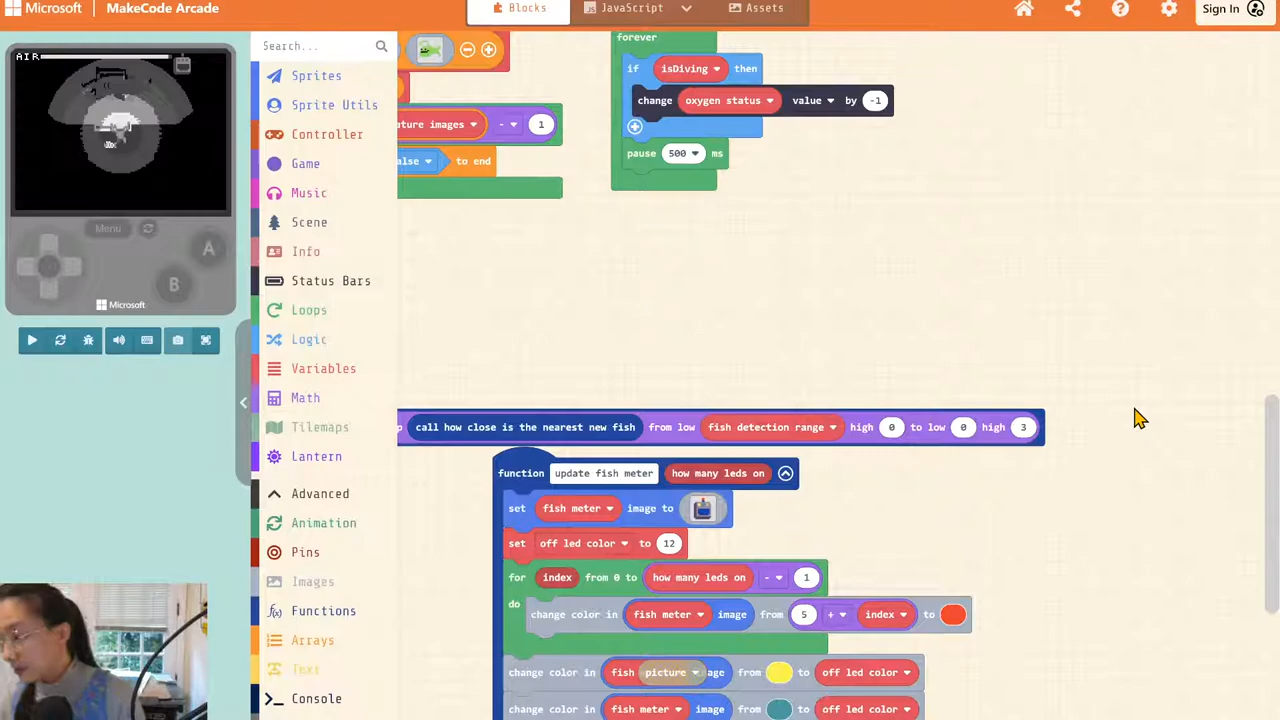 Microsoft MakeCode Arcade Blocks JavaScript Assets Sign In
AIR
Menu
A
B
Microsoft
Search...
Sprites
Sprite Utils
Controller
Game
Music
Scene
Info
Status Bars
Loops
Logic
Variables
Math
Tilemaps
Lantern
Advanced
Animation
Pins
Images
Functions
Arrays
Text
Console
ture images - 1
alse to end
forever
if isDiving then
change oxygen status value by -1
pause 500 ms
call how close is the nearest new fish from low fish detection range high 0 to low 0 high 3
function update fish meter how many leds on
set fish meter image to
set off led color to 12
for index from 0 to how many leds on - 1
do change color in fish meter image from 5 + index to
change color in fish picture age from to off led color
change color in fish meter image from to off led color